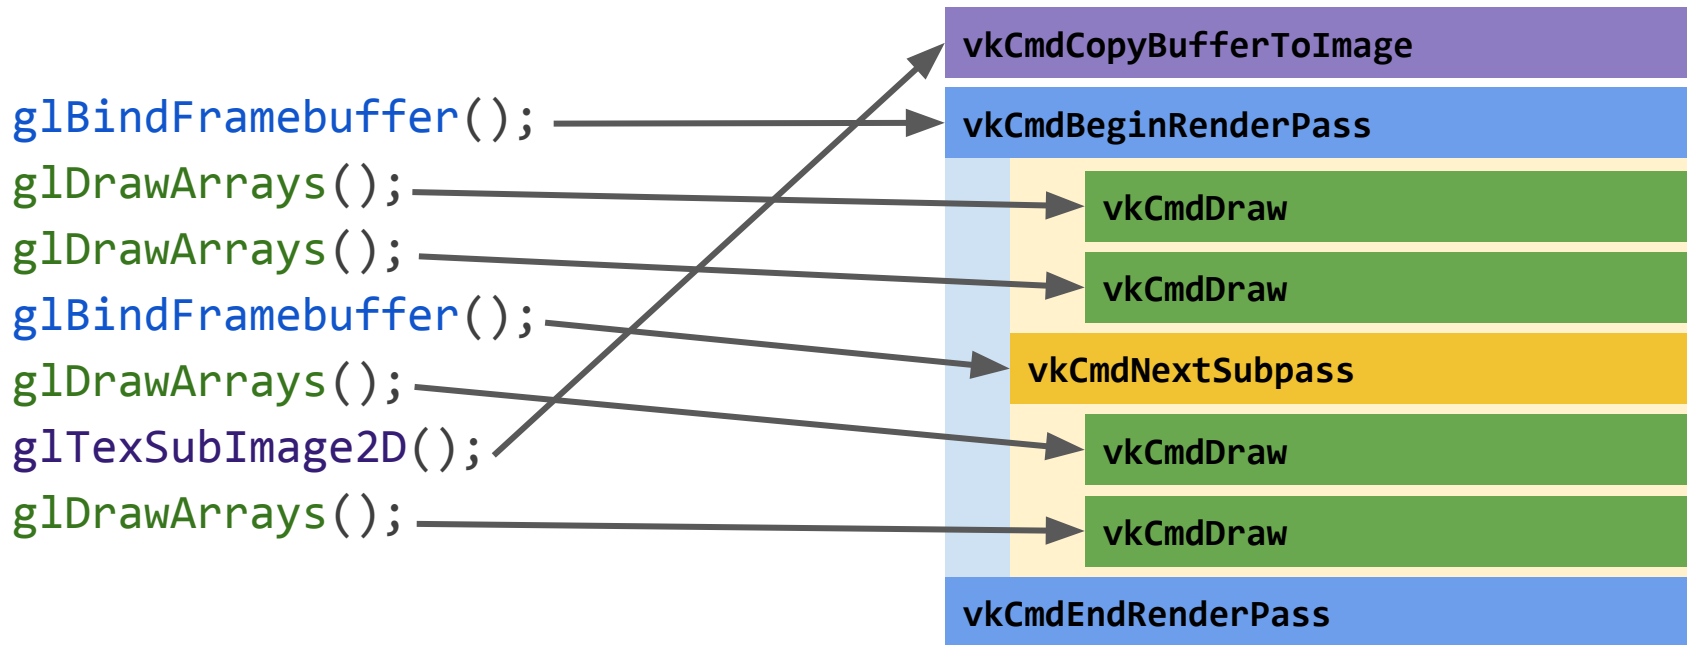 glBindFramebuffer();
glDrawArrays();
glDrawArrays();
glBindFramebuffer();
glDrawArrays();
glTexSubImage2D();
glDrawArrays();
vkCmdCopyBufferToImage
vkCmdBeginRenderPass
vkCmdDraw
vkCmdDraw
vkCmdNextSubpass
vkCmdDraw
vkCmdDraw
vkCmdEndRenderPass